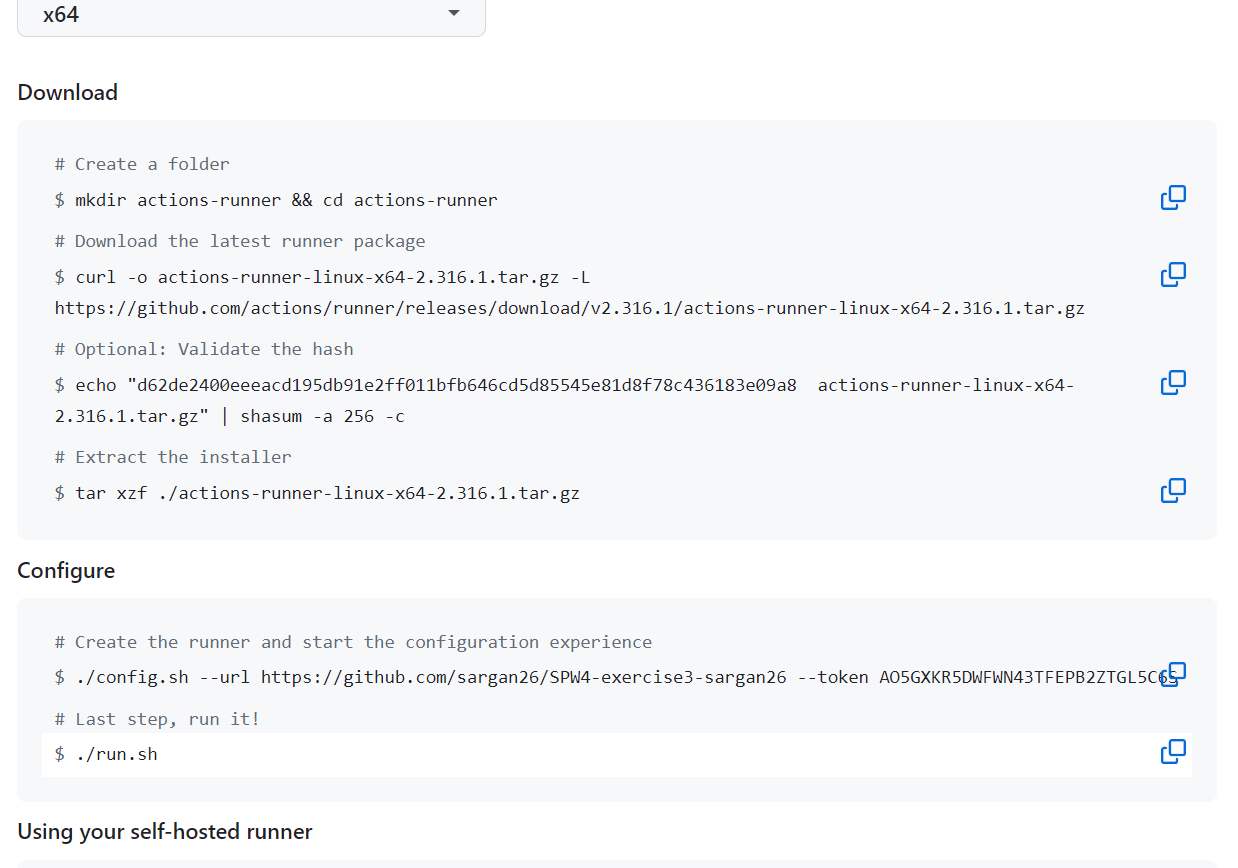 x64
Download
# Create a folder
$ mkdir actions-runner && cd actions-runner
# Download the latest runner package
$ curl -o actions-runner-linux-x64-2.316.1.tar.gz -L
https://github.com/actions/runner/releases/download/v2.316.1/actions-runner-linux-x64-2.316.1.tar.gz
# Optional: Validate the hash
$ echo "d62de2400eeeacd195db91e2ff011bfb646cd5d85545e81d8f78c436183e09a8  actions-runner-linux-x64-
2.316.1.tar.gz" | shasum -a 256 -c
# Extract the installer
$ tar xzf ./actions-runner-linux-x64-2.316.1.tar.gz
Configure
# Create the runner and start the configuration experience
$ ./config.sh --url https://github.com/sargan26/SPW4-exercise3-sargan26 --token AO5GXKR5DWFWN43TFEPB2ZTGL5C6S
# Last step, run it!
$ ./run.sh
Using your self-hosted runner